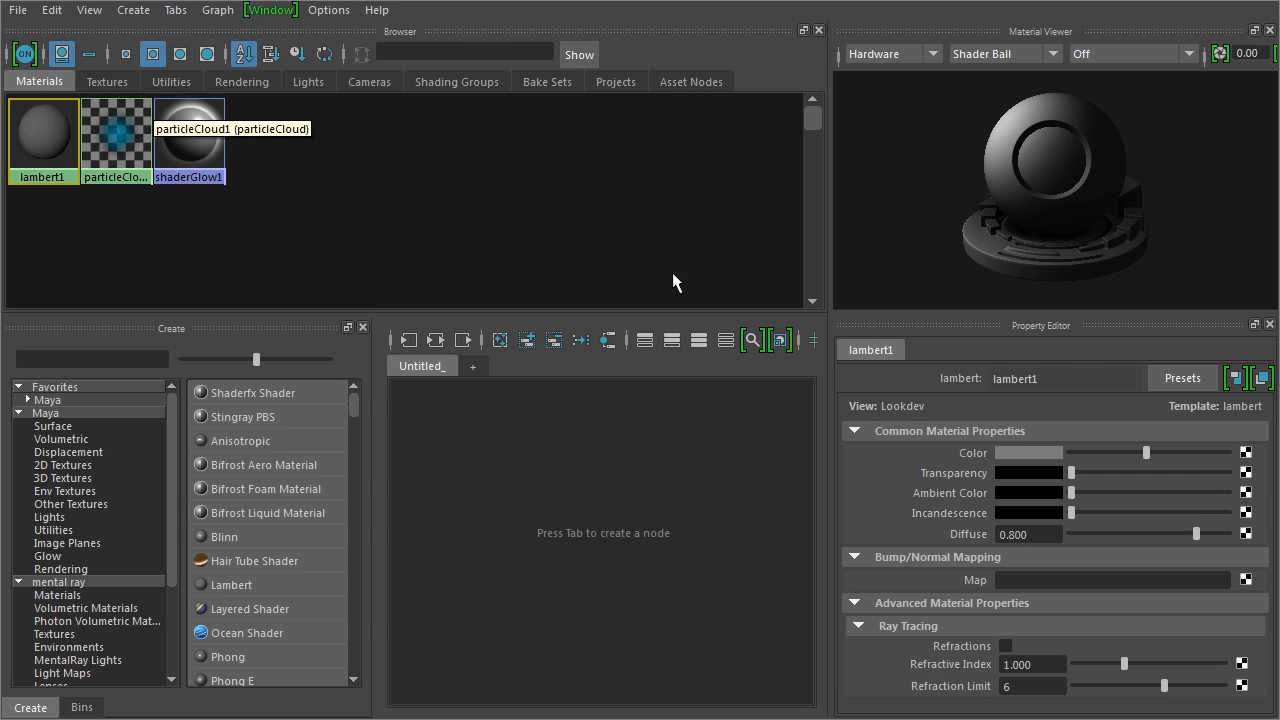 File Edit View Create Tabs Graph [Window] Options Help
Browser
ON
Show
Materials Textures Utilities Rendering Lights Cameras Shading Groups Bake Sets Projects Asset Nodes
particleCloud1 (particleCloud)
lambert1 particleClo... shaderGlow1
Material Viewer
Hardware Shader Ball Off 0.00
Create
Favorites
Maya
Maya
Surface
Volumetric
Displacement
2D Textures
3D Textures
Env Textures
Other Textures
Lights
Utilities
Image Planes
Glow
Rendering
mental ray
Materials
Volumetric Materials
Photon Volumetric Mat...
Textures
Environments
MentalRay Lights
Light Maps
Lenses
Shaderfx Shader
Stingray PBS
Anisotropic
Bifrost Aero Material
Bifrost Foam Material
Bifrost Liquid Material
Blinn
Hair Tube Shader
Lambert
Layered Shader
Ocean Shader
Phong
Phong E
Create Bins
Untitled_ +
Press Tab to create a node
Property Editor
lambert1
lambert: lambert1 Presets
View: Lookdev Template: lambert
Common Material Properties
Color
Transparency
Ambient Color
Incandescence
Diffuse 0.800
Bump/Normal Mapping
Map
Advanced Material Properties
Ray Tracing
Refractions
Refractive Index 1.000
Refraction Limit 6